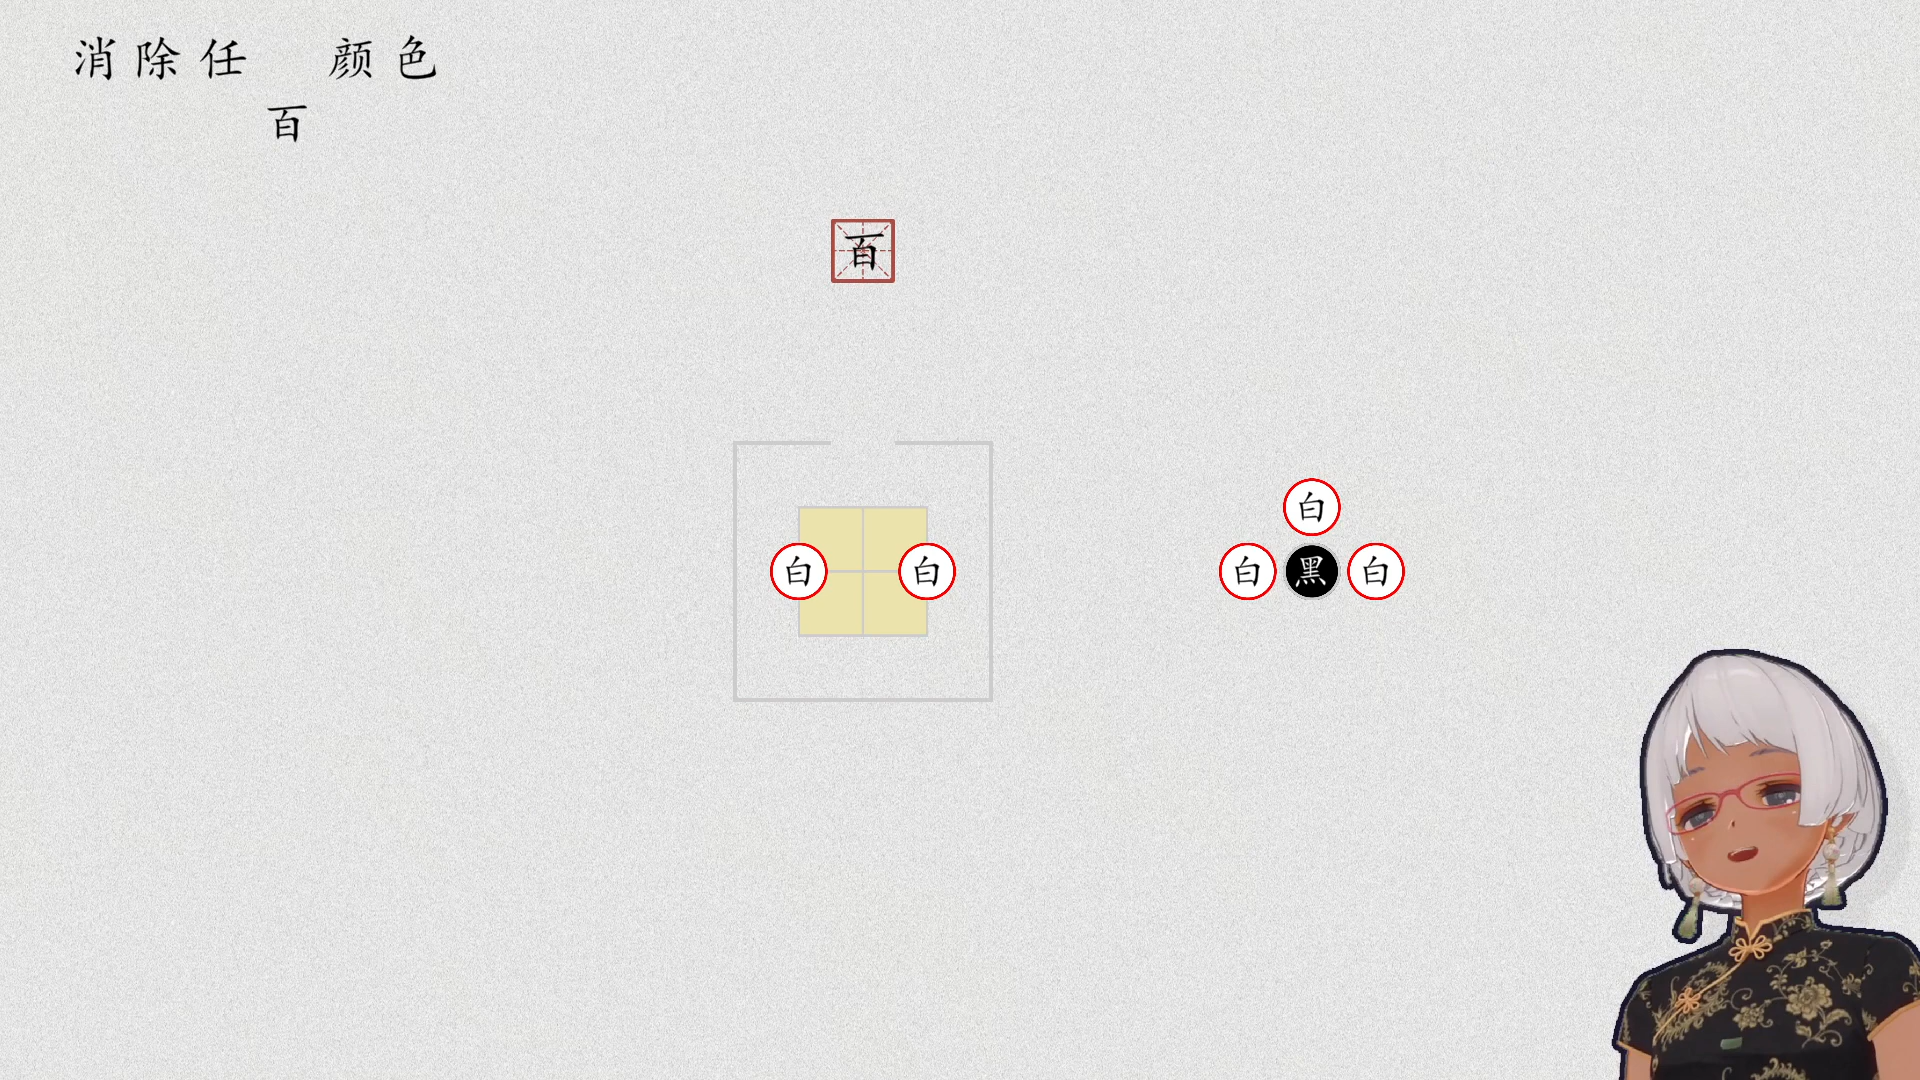 消除任 颜色
百
百
白
白 白 白 黑 白